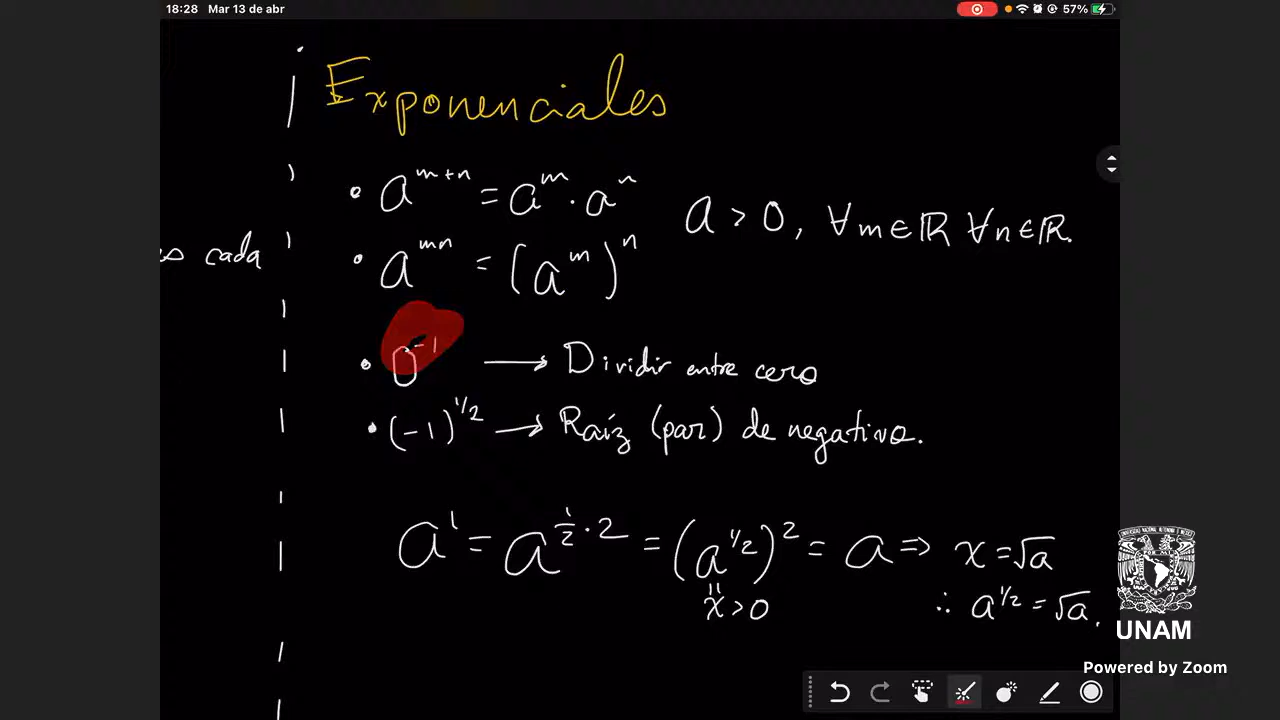 18:28 Mar 13 de abr 57%
Exponenciales
• a^{m+n} = a^m · a^n
a > 0, ∀m∈ℝ ∀n∈ℝ.
cada
• a^{mn} = (a^m)^n
• 0^{-1} → Dividir entre cero
• (-1)^{1/2} → Raíz (par) de negativo.
a^1 = a^{1/2 · 2} = (a^{1/2})^2 = a ⇒ x = √a
x > 0
∴ a^{1/2} = √a.
UNAM
Powered by Zoom